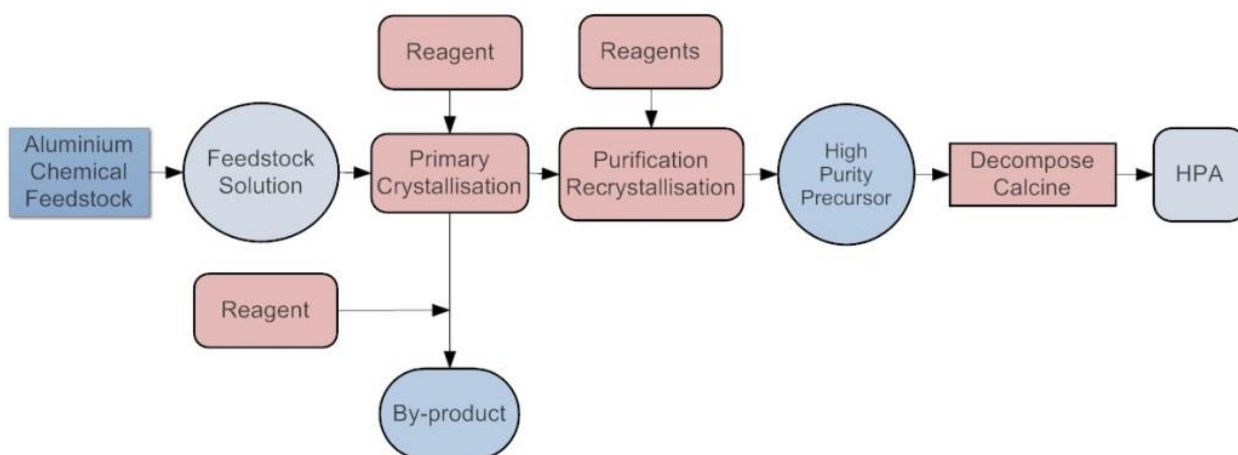 Reagent
Reagents
Aluminium
Chemical
Feedstock
Feedstock
Solution
Primary
Crystallisation
Purification
Recrystallisation
High
Purity
Precursor
Decompose
Calcine
HPA
Reagent
By-product